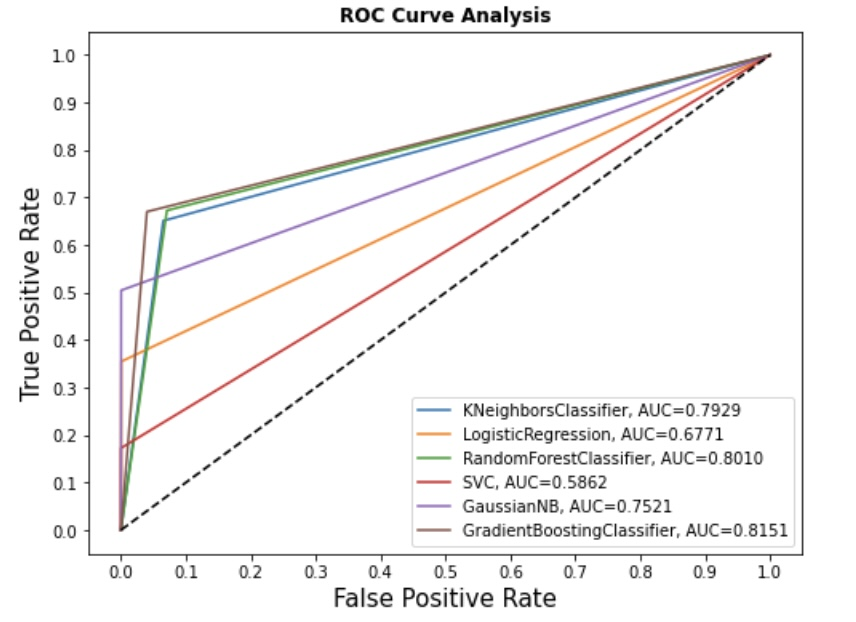 ROC Curve Analysis
1.0
0.9
0.8
0.7
0.6
0.5
0.4
0.3
0.2
0.1
0.0
True Positive Rate
KNeighborsClassifier, AUC=0.7929
LogisticRegression, AUC=0.6771
RandomForestClassifier, AUC=0.8010
SVC, AUC=0.5862
GaussianNB, AUC=0.7521
GradientBoostingClassifier, AUC=0.8151
0.0 0.1 0.2 0.3 0.4 0.5 0.6 0.7 0.8 0.9 1.0
False Positive Rate